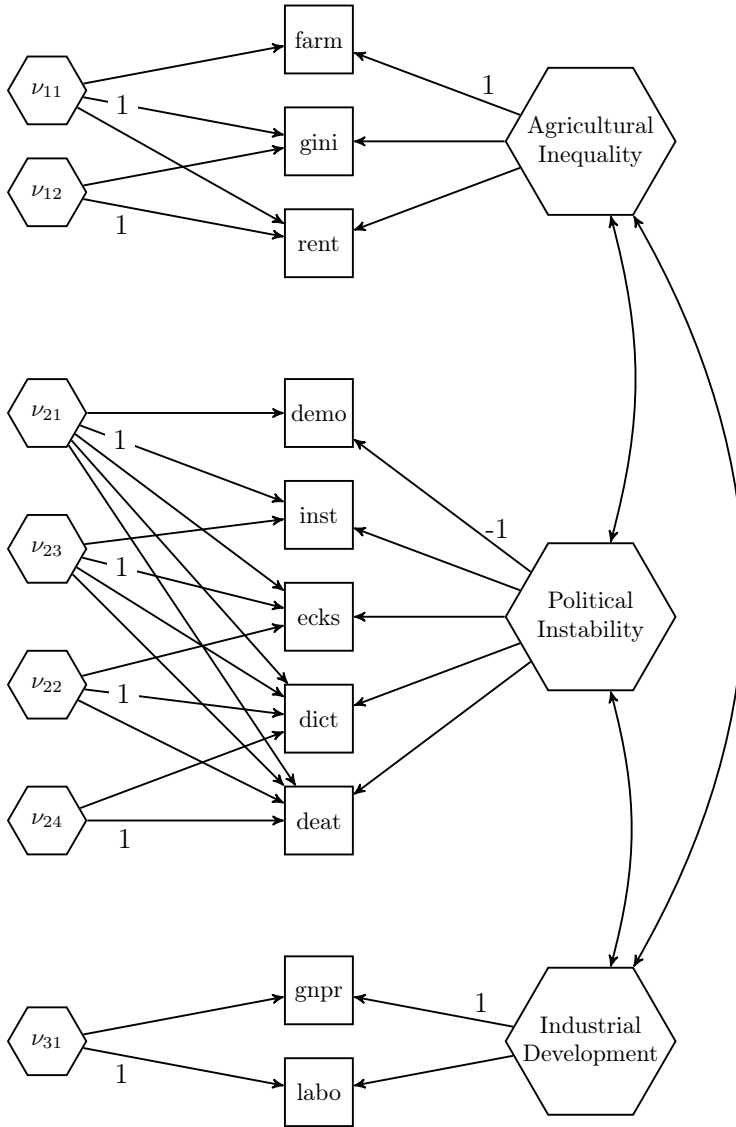 farm
ν11
1
1
Agricultural
Inequality
gini
ν12
1
rent
ν21
demo
1
inst
-1
ν23
1
ecks
Political
Instability
ν22
1
dict
ν24
deat
1
gnpr
1
ν31
Industrial
Development
1
labo